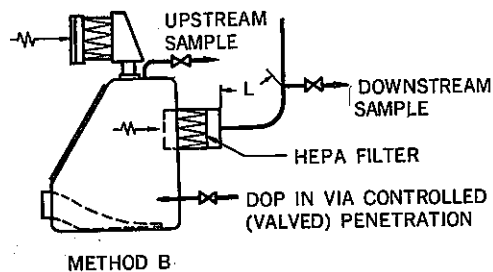 UPSTREAM
SAMPLE
L
DOWNSTREAM
SAMPLE
HEPA FILTER
DOP IN VIA CONTROLLED
(VALVED) PENETRATION
METHOD B